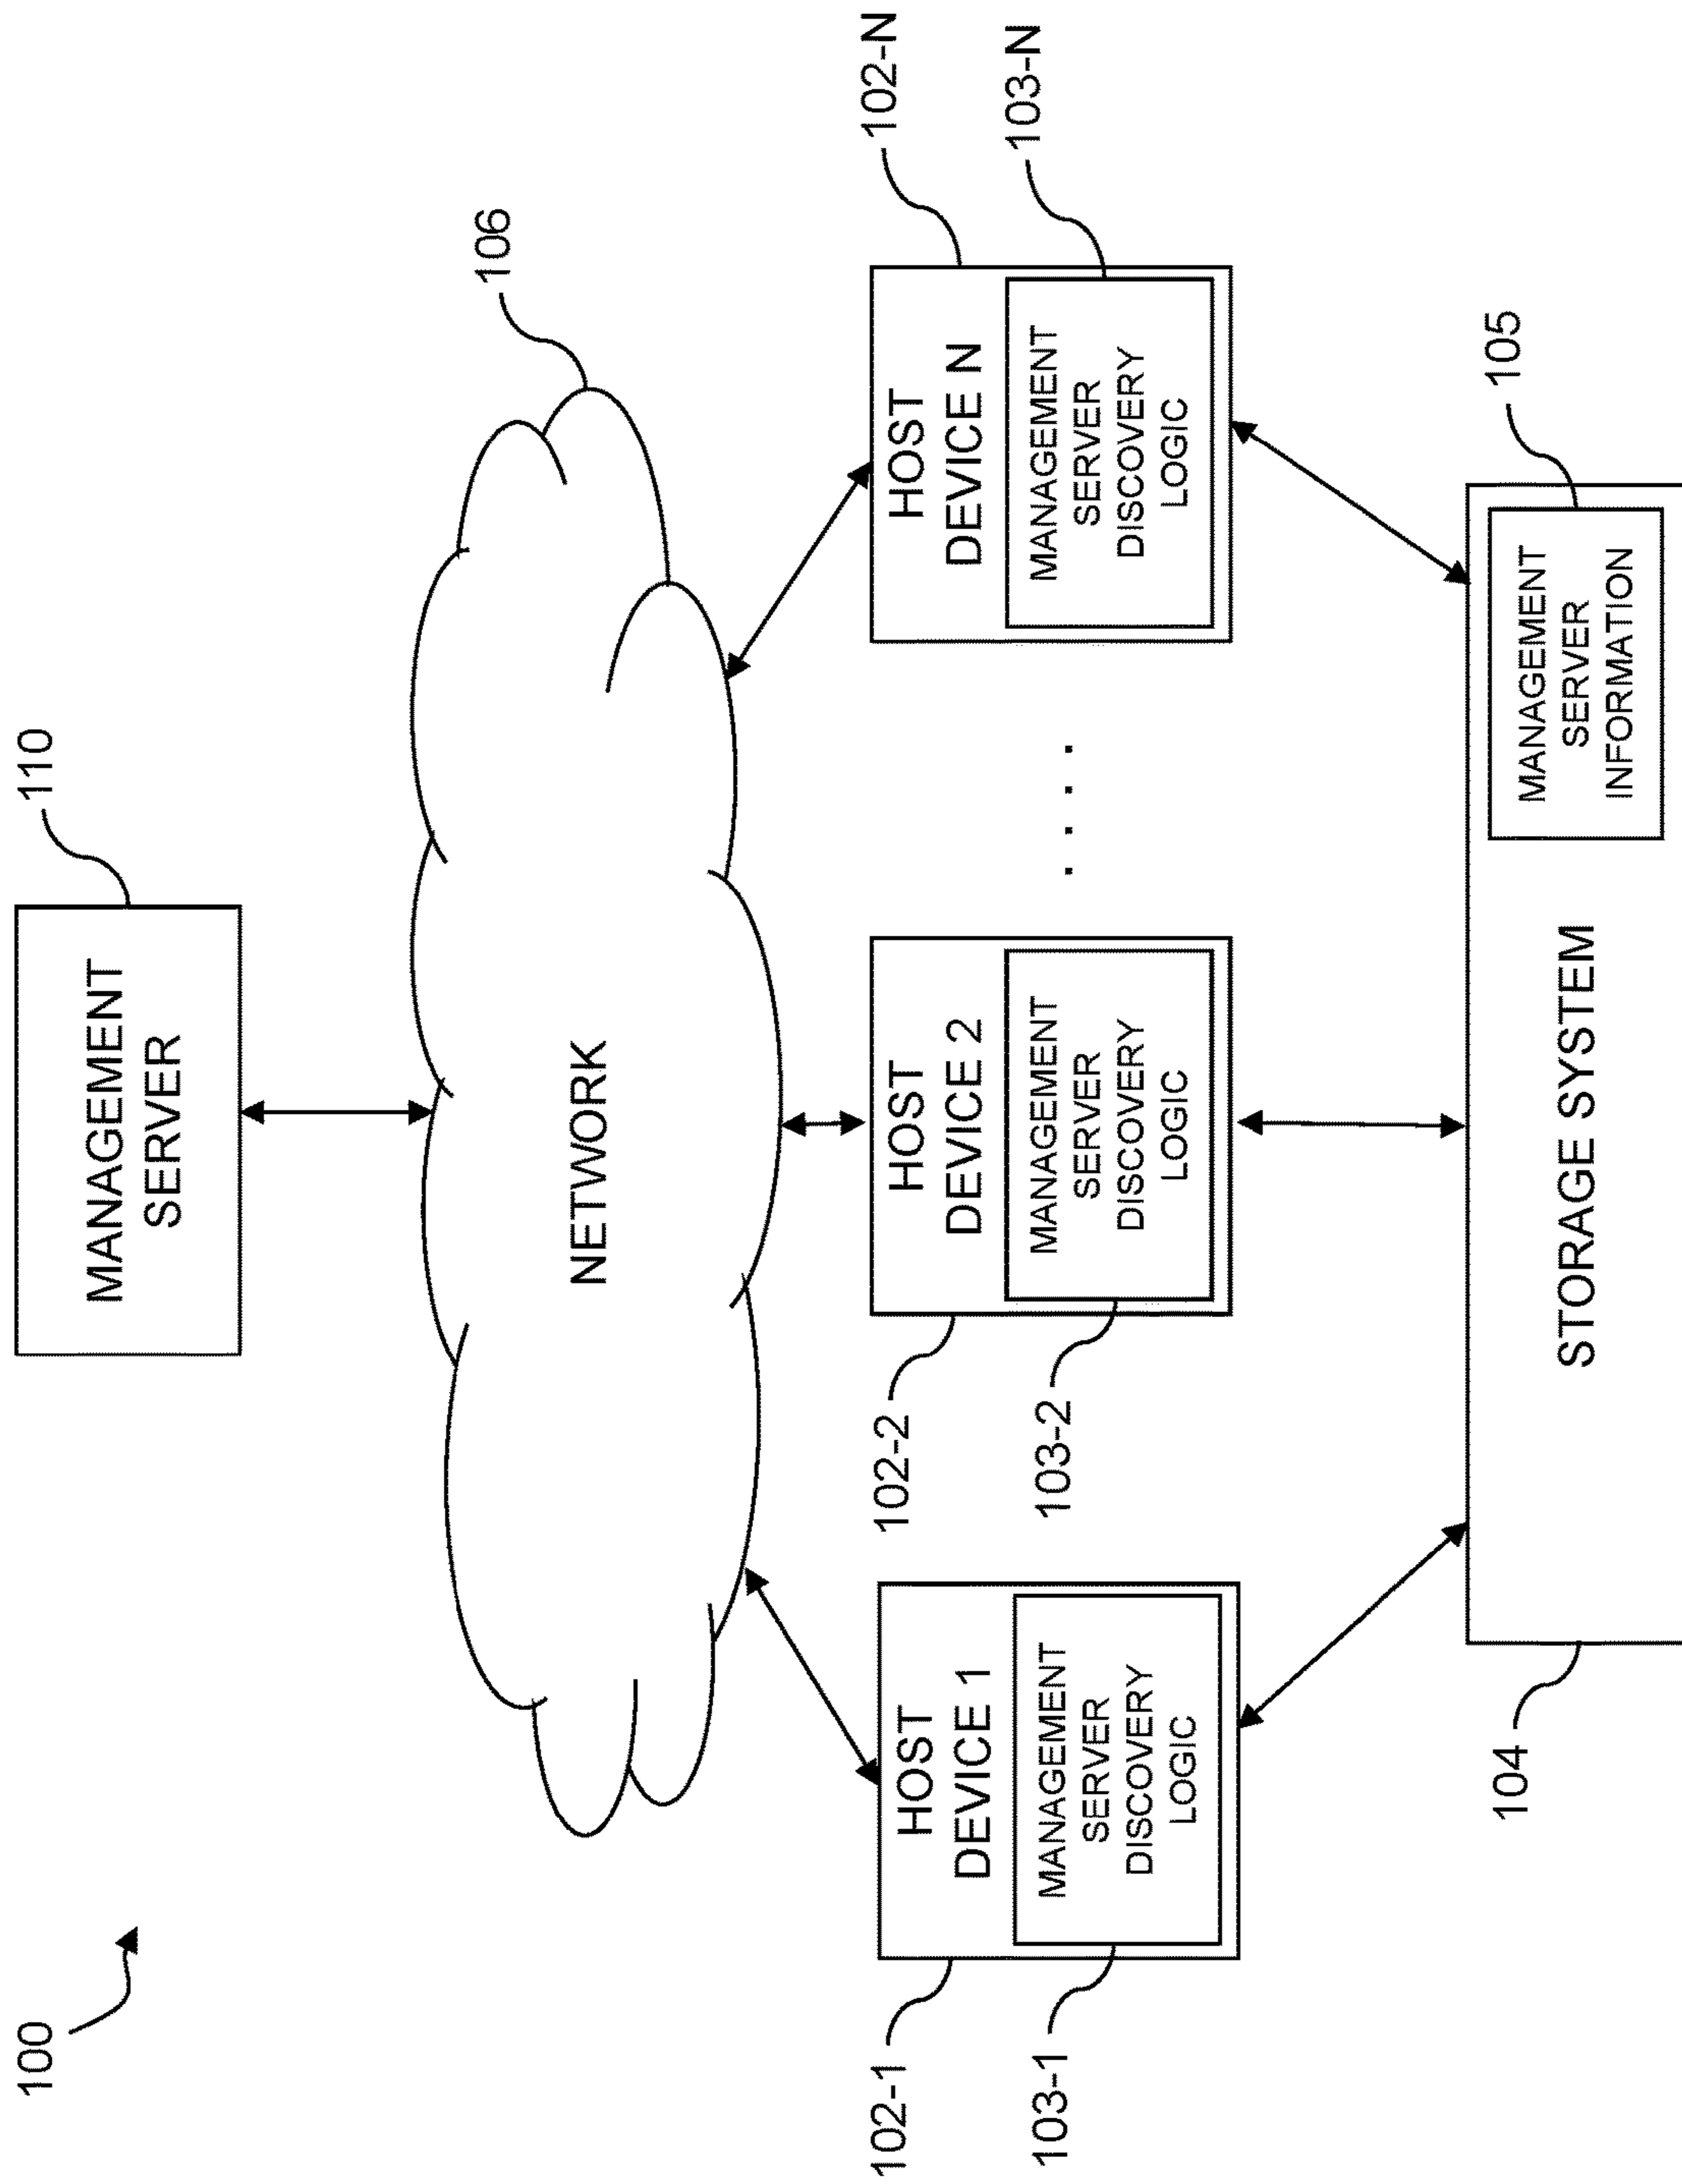 100
MANAGEMENT
SERVER
110
NETWORK
106
102-1
HOST
DEVICE 1
103-1
MANAGEMENT
SERVER
DISCOVERY
LOGIC
102-2
HOST
DEVICE 2
103-2
MANAGEMENT
SERVER
DISCOVERY
LOGIC
. . . .
HOST
DEVICE N
102-N
MANAGEMENT
SERVER
DISCOVERY
LOGIC
103-N
104
STORAGE SYSTEM
MANAGEMENT
SERVER
INFORMATION
105